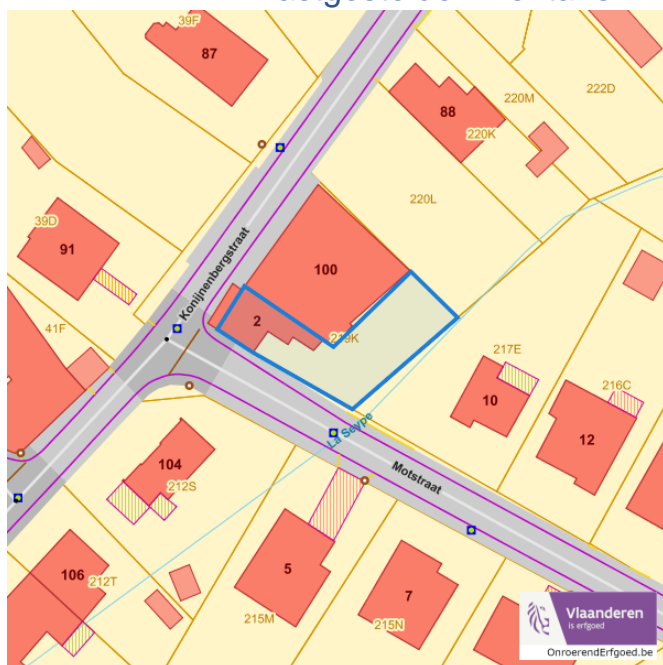 39F
87
222D
220M
88
220K
220L
39D
91
Konijnenbergstraat
100
2
219K
41F
217E
10
216C
12
La Seype
Motstraat
104
212S
5
7
106
212T
215M
215N
Vlaanderen
is erfgoed
OnroerendErfgoed.be